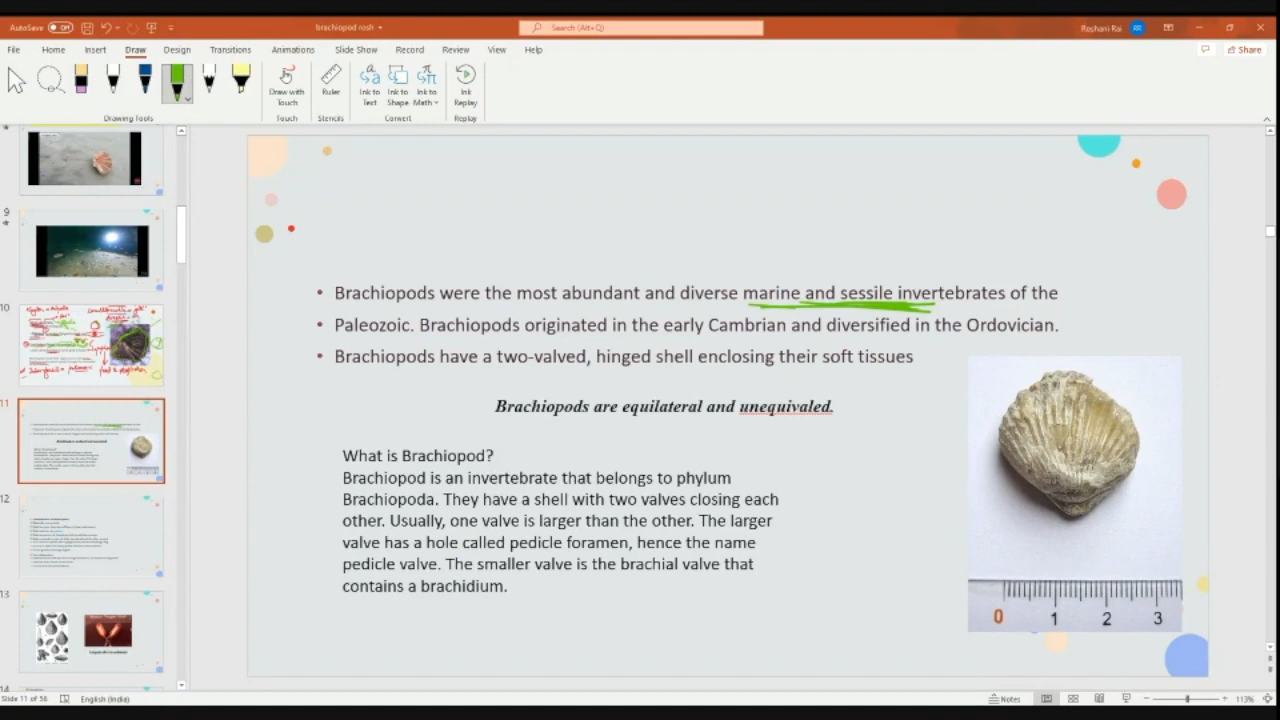 AutoSave Off
brachiopod rosh
Search (Alt+Q)
Roshani Rai RR
File Home Insert Draw Design Transitions Animations Slide Show Record Review View Help
Share
Draw with Touch
Ruler
Ink to Text
Ink to Shape
Ink to Math
Ink Replay
Drawing Tools Touch Stencils Convert Replay
9
10
11
12
13
14
• Brachiopods were the most abundant and diverse marine and sessile invertebrates of the
• Paleozoic. Brachiopods originated in the early Cambrian and diversified in the Ordovician.
• Brachiopods have a two-valved, hinged shell enclosing their soft tissues
Brachiopods are equilateral and unequivaled.
What is Brachiopod?
Brachiopod is an invertebrate that belongs to phylum
Brachiopoda. They have a shell with two valves closing each
other. Usually, one valve is larger than the other. The larger
valve has a hole called pedicle foramen, hence the name
pedicle valve. The smaller valve is the brachial valve that
contains a brachidium.
0 1 2 3
Slide 11 of 56 English (India) Notes 113%